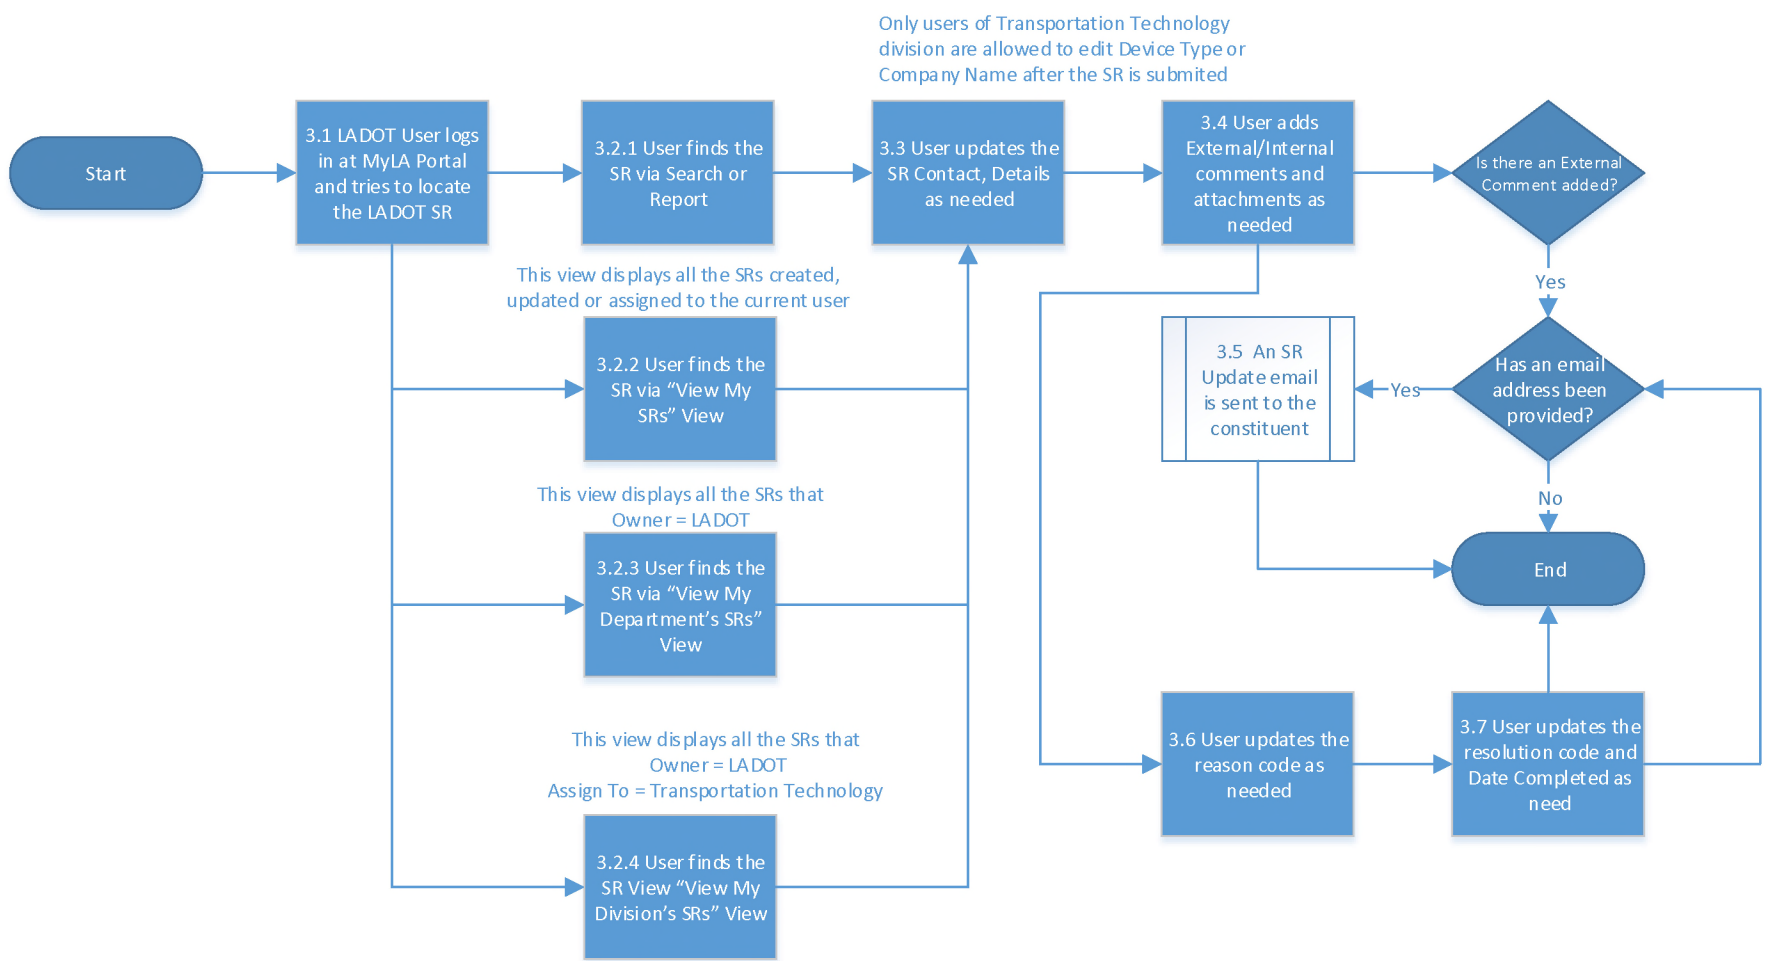 Only users of Transportation Technology
division are allowed to edit Device Type or
Company Name after the SR is submited
Start
3.1 LADOT User logs
in at MyLA Portal
and tries to locate
the LADOT SR
3.2.1 User finds the
SR via Search or
Report
3.3 User updates the
SR Contact, Details
as needed
3.4 User adds
External/Internal
comments and
attachments as
needed
Is there an External
Comment added?
This view displays all the SRs created,
updated or assigned to the current user
Yes
3.2.2 User finds the
SR via “View My
SRs” View
3.5 An SR
Update email
is sent to the
constituent
Yes
Has an email
address been
provided?
This view displays all the SRs that
Owner = LADOT
No
3.2.3 User finds the
SR via “View My
Department’s SRs”
View
End
This view displays all the SRs that
Owner = LADOT
Assign To = Transportation Technology
3.6 User updates the
reason code as
needed
3.7 User updates the
resolution code and
Date Completed as
need
3.2.4 User finds the
SR View “View My
Division’s SRs” View